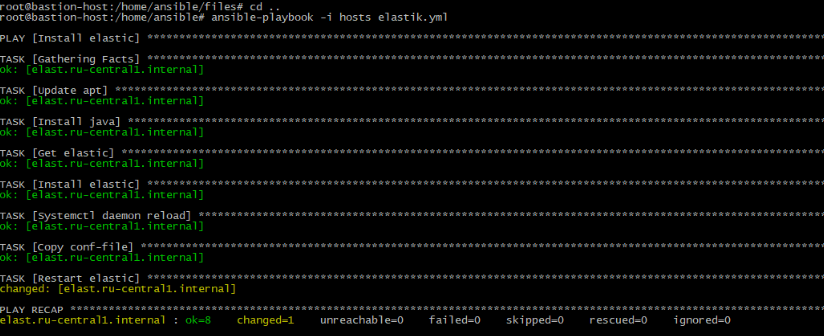 root@bastion-host:/home/ansible/files# cd ..
root@bastion-host:/home/ansible# ansible-playbook -i hosts elastik.yml
PLAY [Install elastic] ******************************************************************************************************
TASK [Gathering Facts] ******************************************************************************************************
ok: [elast.ru-central1.internal]
TASK [Update apt] ***********************************************************************************************************
ok: [elast.ru-central1.internal]
TASK [Install java] *********************************************************************************************************
ok: [elast.ru-central1.internal]
TASK [Get elastic] **********************************************************************************************************
ok: [elast.ru-central1.internal]
TASK [Install elastic] ******************************************************************************************************
ok: [elast.ru-central1.internal]
TASK [Systemctl daemon reload] **********************************************************************************************
ok: [elast.ru-central1.internal]
TASK [Copy conf-file] *******************************************************************************************************
ok: [elast.ru-central1.internal]
TASK [Restart elastic] ******************************************************************************************************
changed: [elast.ru-central1.internal]
PLAY RECAP ******************************************************************************************************************
elast.ru-central1.internal : ok=8    changed=1    unreachable=0    failed=0    skipped=0    rescued=0    ignored=0